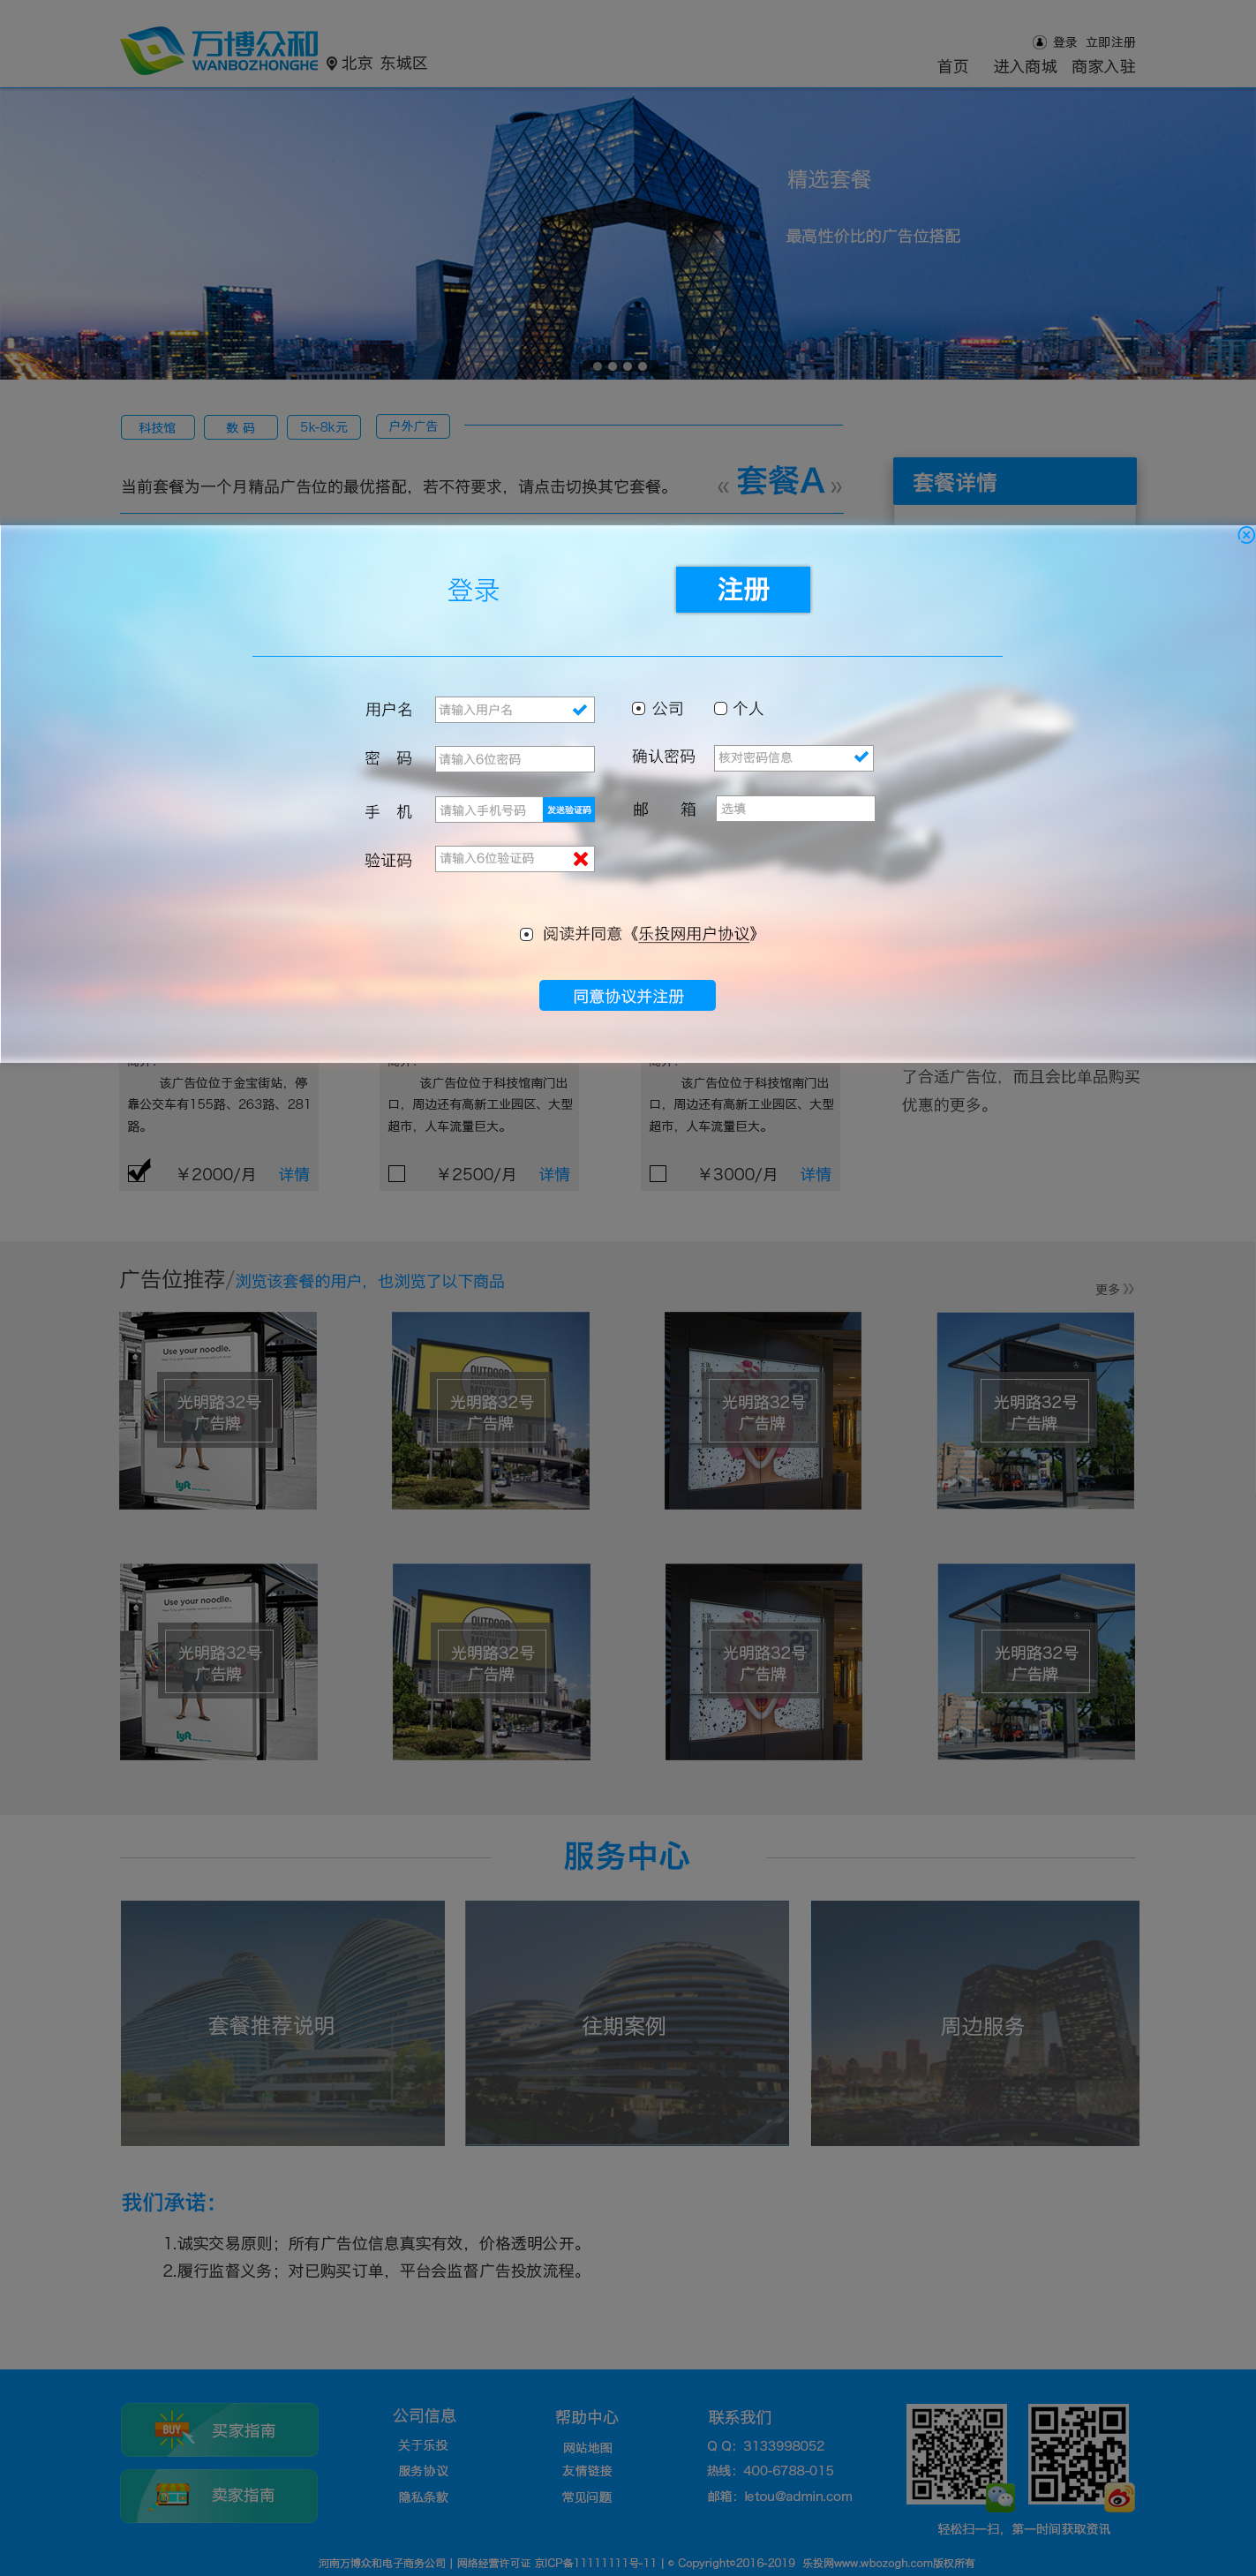 万博众和
WANBOZHONGHE
北京 东城区
登录 立即注册
首页 进入商城 商家入驻
精选套餐
最高性价比的广告位搭配
科技馆 数 码 5k-8k元 户外广告
当前套餐为一个月精品广告位的最优搭配，若不符要求，请点击切换其它套餐。
« 套餐A »
套餐详情
登录 注册
用户名 请输入用户名 公司 个人
密 码 请输入6位密码 确认密码 核对密码信息
手 机 请输入手机号码 发送验证码 邮 箱 选填
验证码 请输入6位验证码
阅读并同意《乐投网用户协议》
同意协议并注册
该广告位位于金宝街站，停
靠公交车有155路、263路、281
路。
¥2000/月 详情
该广告位位于科技馆南门出
口，周边还有高新工业园区、大型
超市，人车流量巨大。
¥2500/月 详情
该广告位位于科技馆南门出
口，周边还有高新工业园区、大型
超市，人车流量巨大。
¥3000/月 详情
了合适广告位，而且会比单品购买
优惠的更多。
广告位推荐/浏览该套餐的用户，也浏览了以下商品
更多 »
Use your noodle.
光明路32号
广告牌
lyft
OUTDOOR
光明路32号
广告牌
28
光明路32号
广告牌
光明路32号
广告牌
Use your noodle.
光明路32号
广告牌
lyft
OUTDOOR
光明路32号
广告牌
28
光明路32号
广告牌
光明路32号
广告牌
服务中心
套餐推荐说明
往期案例
周边服务
我们承诺：
1.诚实交易原则；所有广告位信息真实有效，价格透明公开。
2.履行监督义务；对已购买订单，平台会监督广告投放流程。
BUY 买家指南
卖家指南
公司信息
关于乐投
服务协议
隐私条款
帮助中心
网站地图
友情链接
常见问题
联系我们
Q Q：3133998052
热线：400-6788-015
邮箱：letou@admin.com
轻松扫一扫，第一时间获取资讯
河南万博众和电子商务公司 | 网络经营许可证 京ICP备11111111号-11 | © Copyright©2016-2019 乐投网www.wbozogh.com版权所有